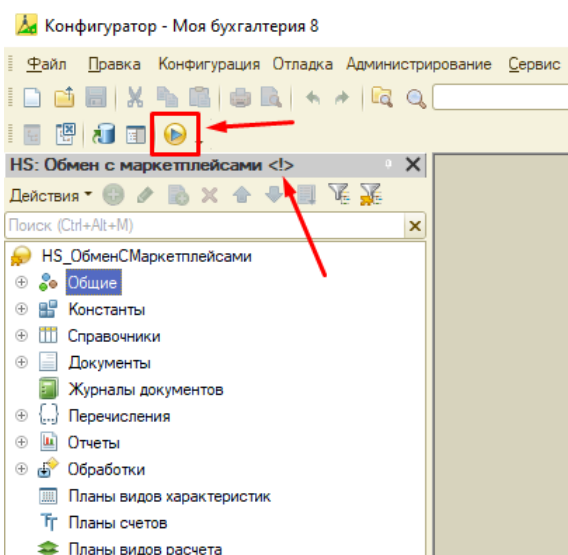 Конфигуратор - Моя бухгалтерия 8
Файл Правка Конфигурация Отладка Администрирование Сервис
HS: Обмен с маркетплейсами <!>
Действия
Поиск (Ctrl+Alt+M)
HS_ОбменСМаркетплейсами
Общие
Константы
Справочники
Документы
Журналы документов
Перечисления
Отчеты
Обработки
Планы видов характеристик
Планы счетов
Планы видов расчета